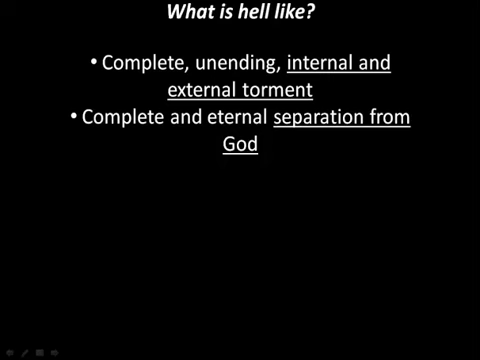 What is hell like?
• Complete, unending, internal and
external torment
• Complete and eternal separation from
God